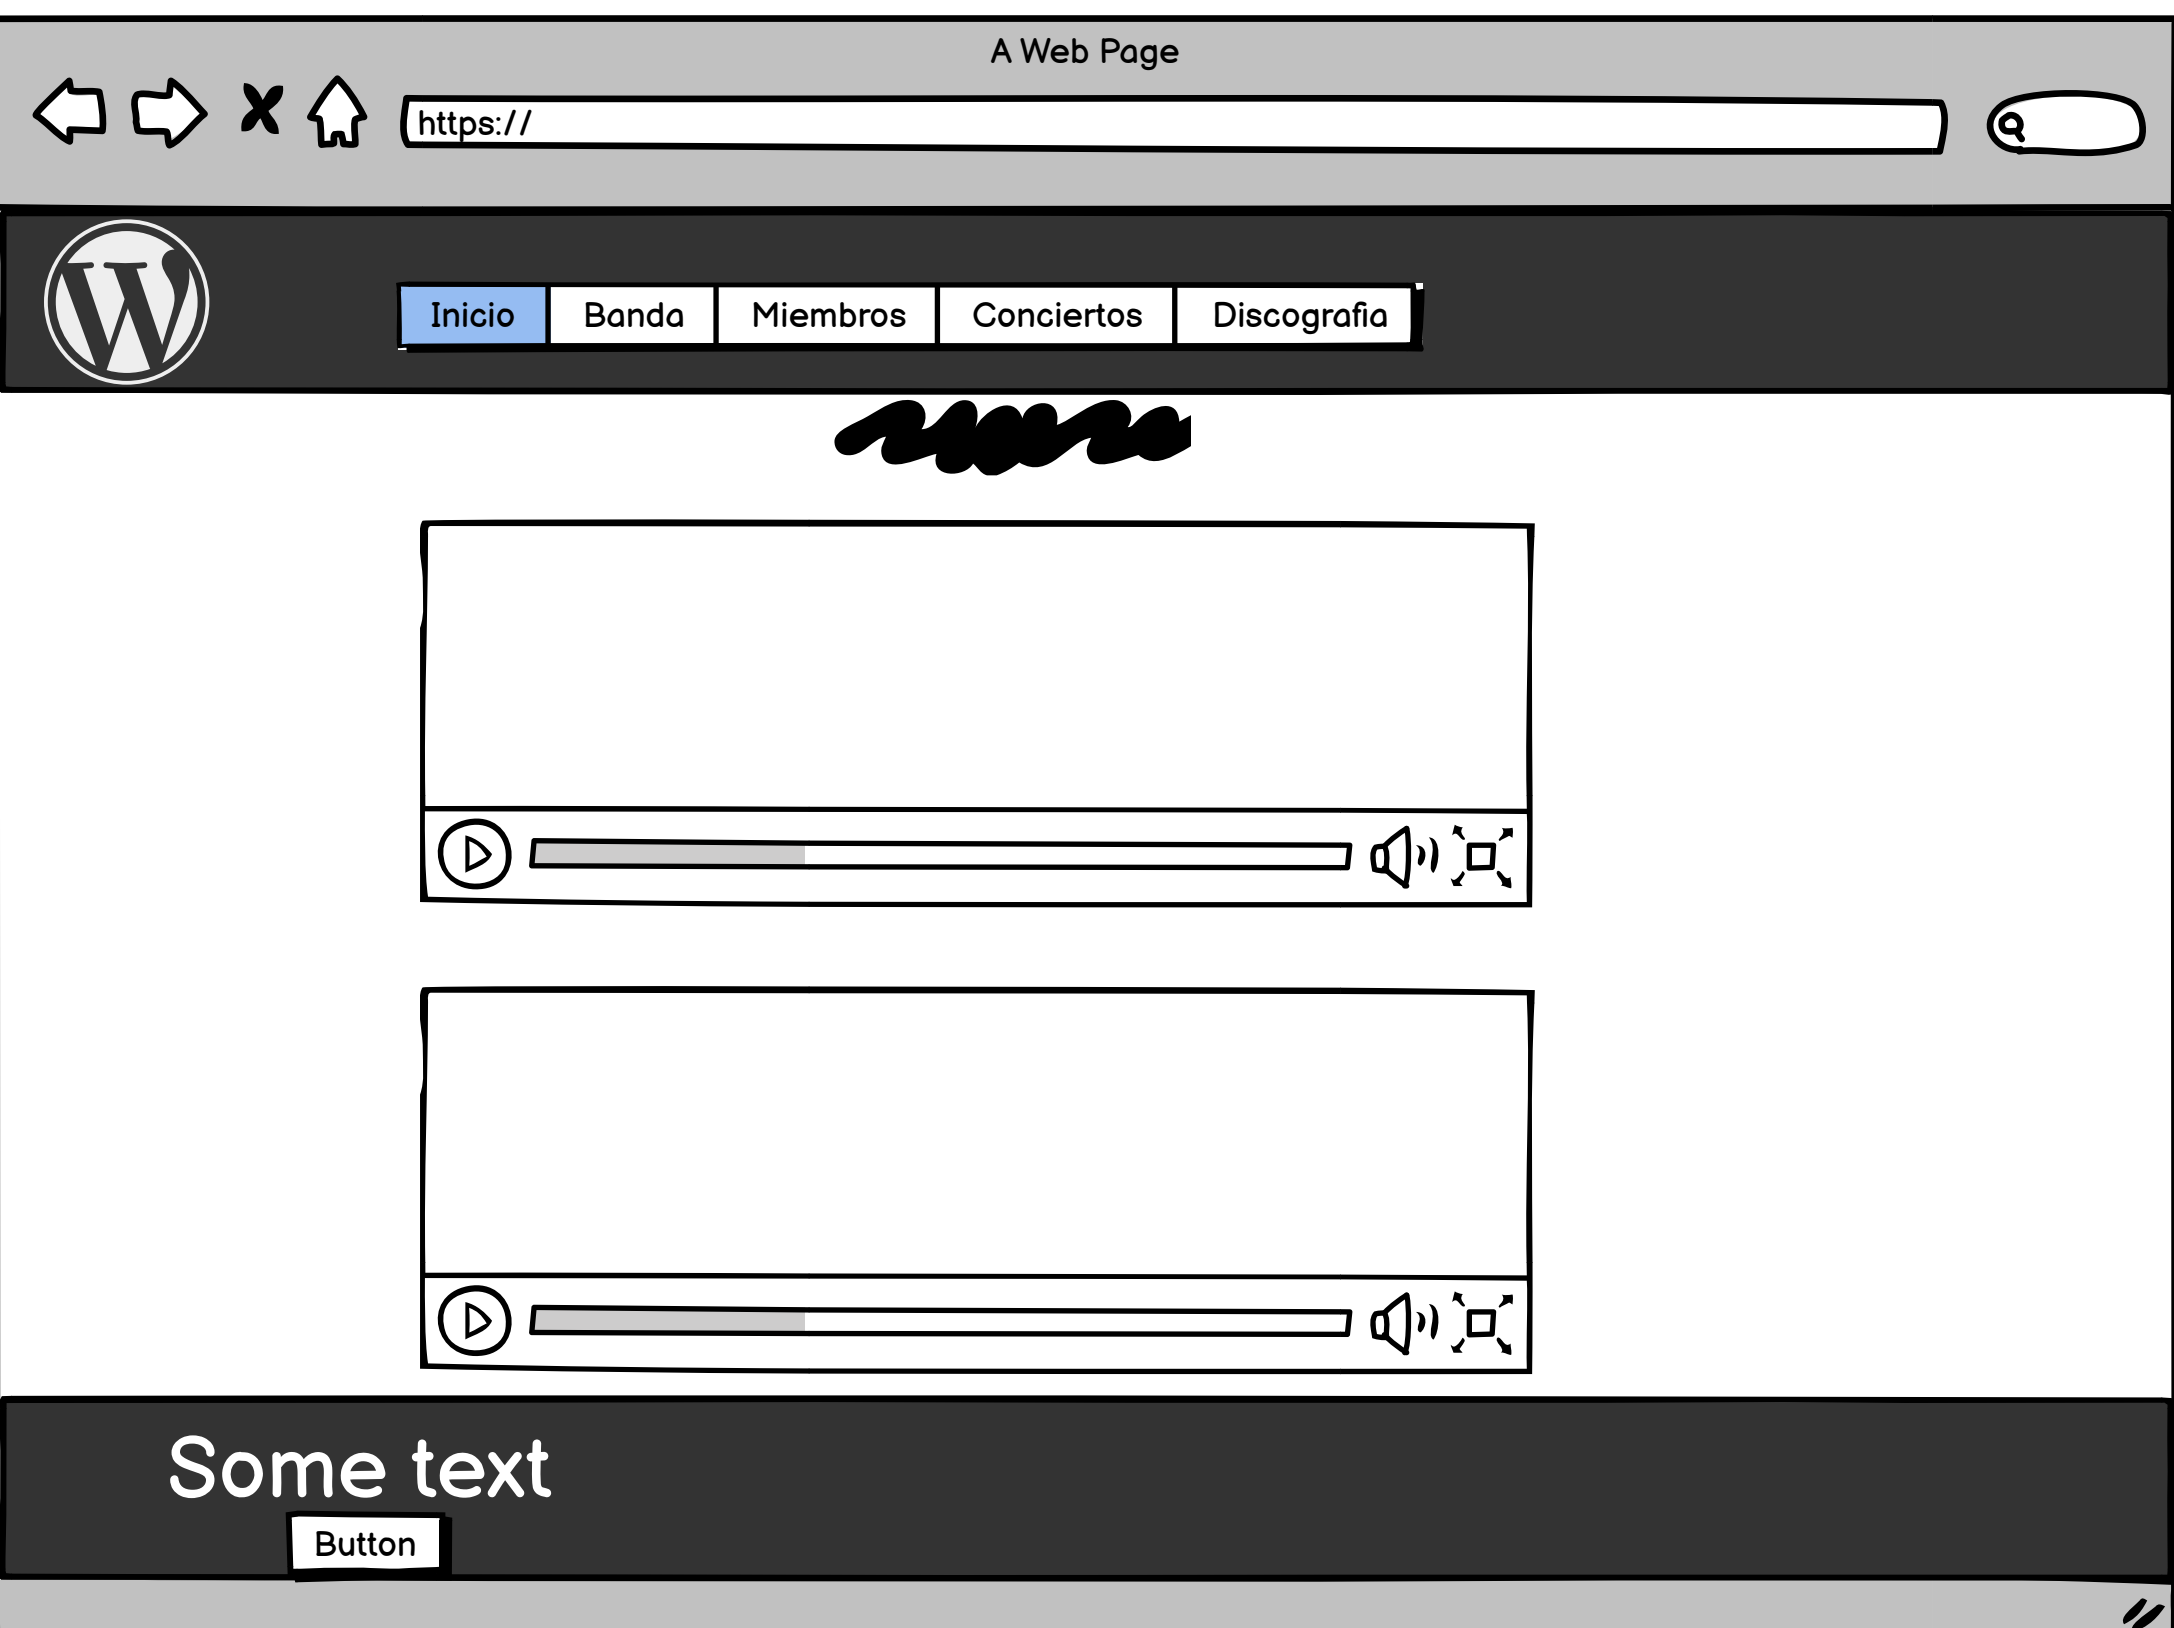 A Web Page
https://
Inicio Banda Miembros Conciertos Discografia
Some text
Button